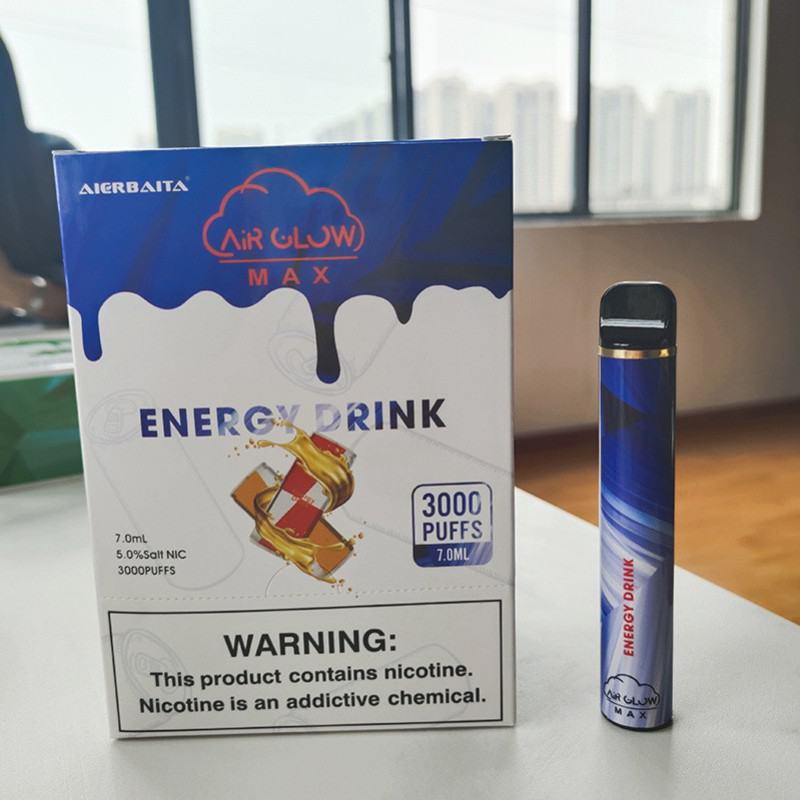 AIERBAITA
AIR GLOW
MAX
ENERGY DRINK
7.0mL
5.0%Salt NIC
3000PUFFS
3000
PUFFS
7.0ML
WARNING:
This product contains nicotine.
Nicotine is an addictive chemical.
ENERGY DRINK
AIR GLOW
MAX